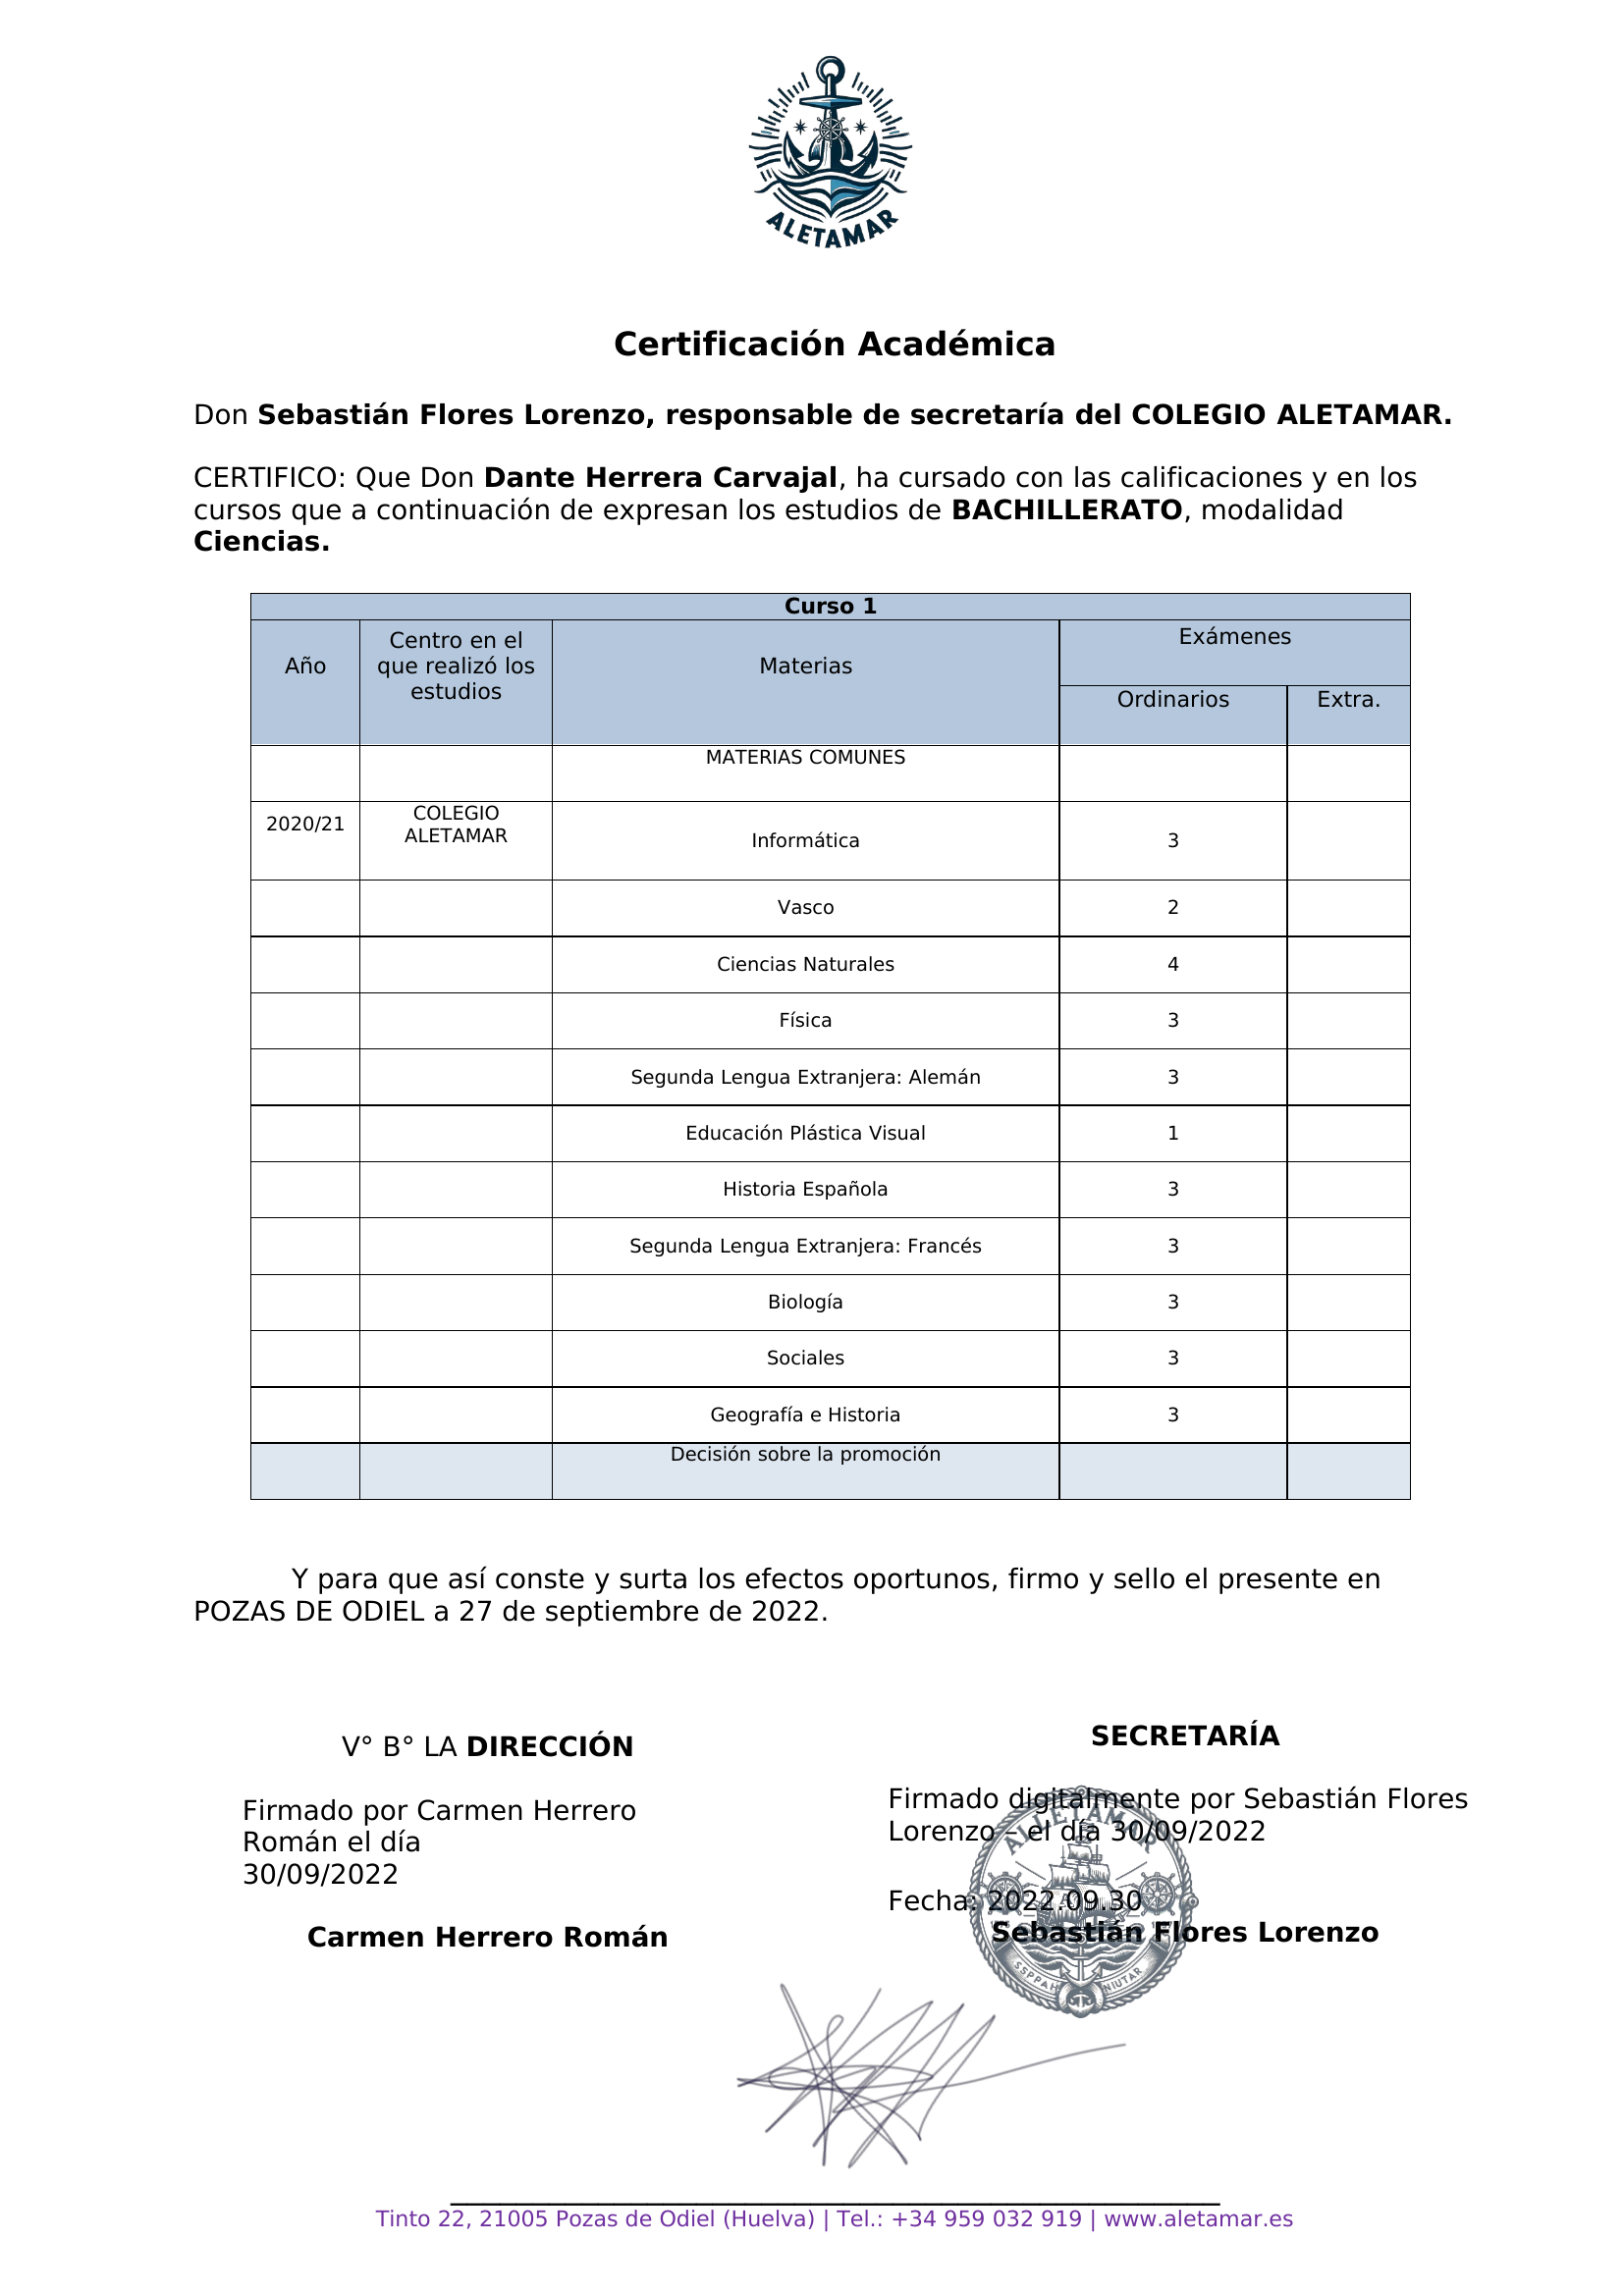 ALETAMAR
Certificación Académica
Don Sebastián Flores Lorenzo, responsable de secretaría del COLEGIO ALETAMAR.
CERTIFICO: Que Don Dante Herrera Carvajal, ha cursado con las calificaciones y en los
cursos que a continuación de expresan los estudios de BACHILLERATO, modalidad
Ciencias.
Curso 1
Año
Centro en el
que realizó los
estudios
Materias
Exámenes
Ordinarios
Extra.
MATERIAS COMUNES
2020/21
COLEGIO
ALETAMAR
Informática
3
Vasco
2
Ciencias Naturales
4
Física
3
Segunda Lengua Extranjera: Alemán
3
Educación Plástica Visual
1
Historia Española
3
Segunda Lengua Extranjera: Francés
3
Biología
3
Sociales
3
Geografía e Historia
3
Decisión sobre la promoción
Y para que así conste y surta los efectos oportunos, firmo y sello el presente en
POZAS DE ODIEL a 27 de septiembre de 2022.
V° B° LA DIRECCIÓN
Firmado por Carmen Herrero
Román el día
30/09/2022
Carmen Herrero Román
SECRETARÍA
Firmado digitalmente por Sebastián Flores
Lorenzo – el día 30/09/2022
Fecha: 2022.09.30
Sebastián Flores Lorenzo
ALLETAMAR
SSPPAH
NIUTAR
Tinto 22, 21005 Pozas de Odiel (Huelva) | Tel.: +34 959 032 919 | www.aletamar.es